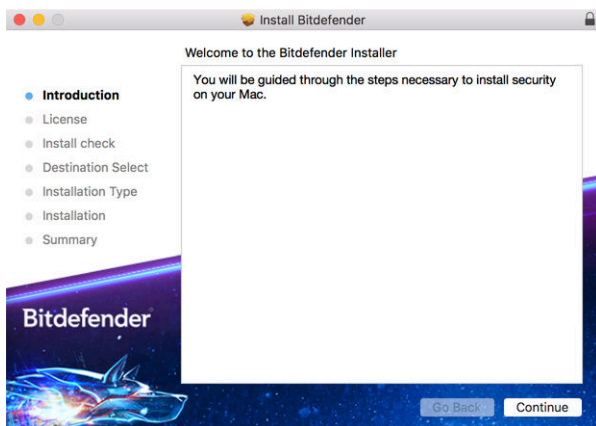 Install Bitdefender
Welcome to the Bitdefender Installer
You will be guided through the steps necessary to install security
on your Mac.
Introduction
License
Install check
Destination Select
Installation Type
Installation
Summary
Bitdefender
Go Back
Continue